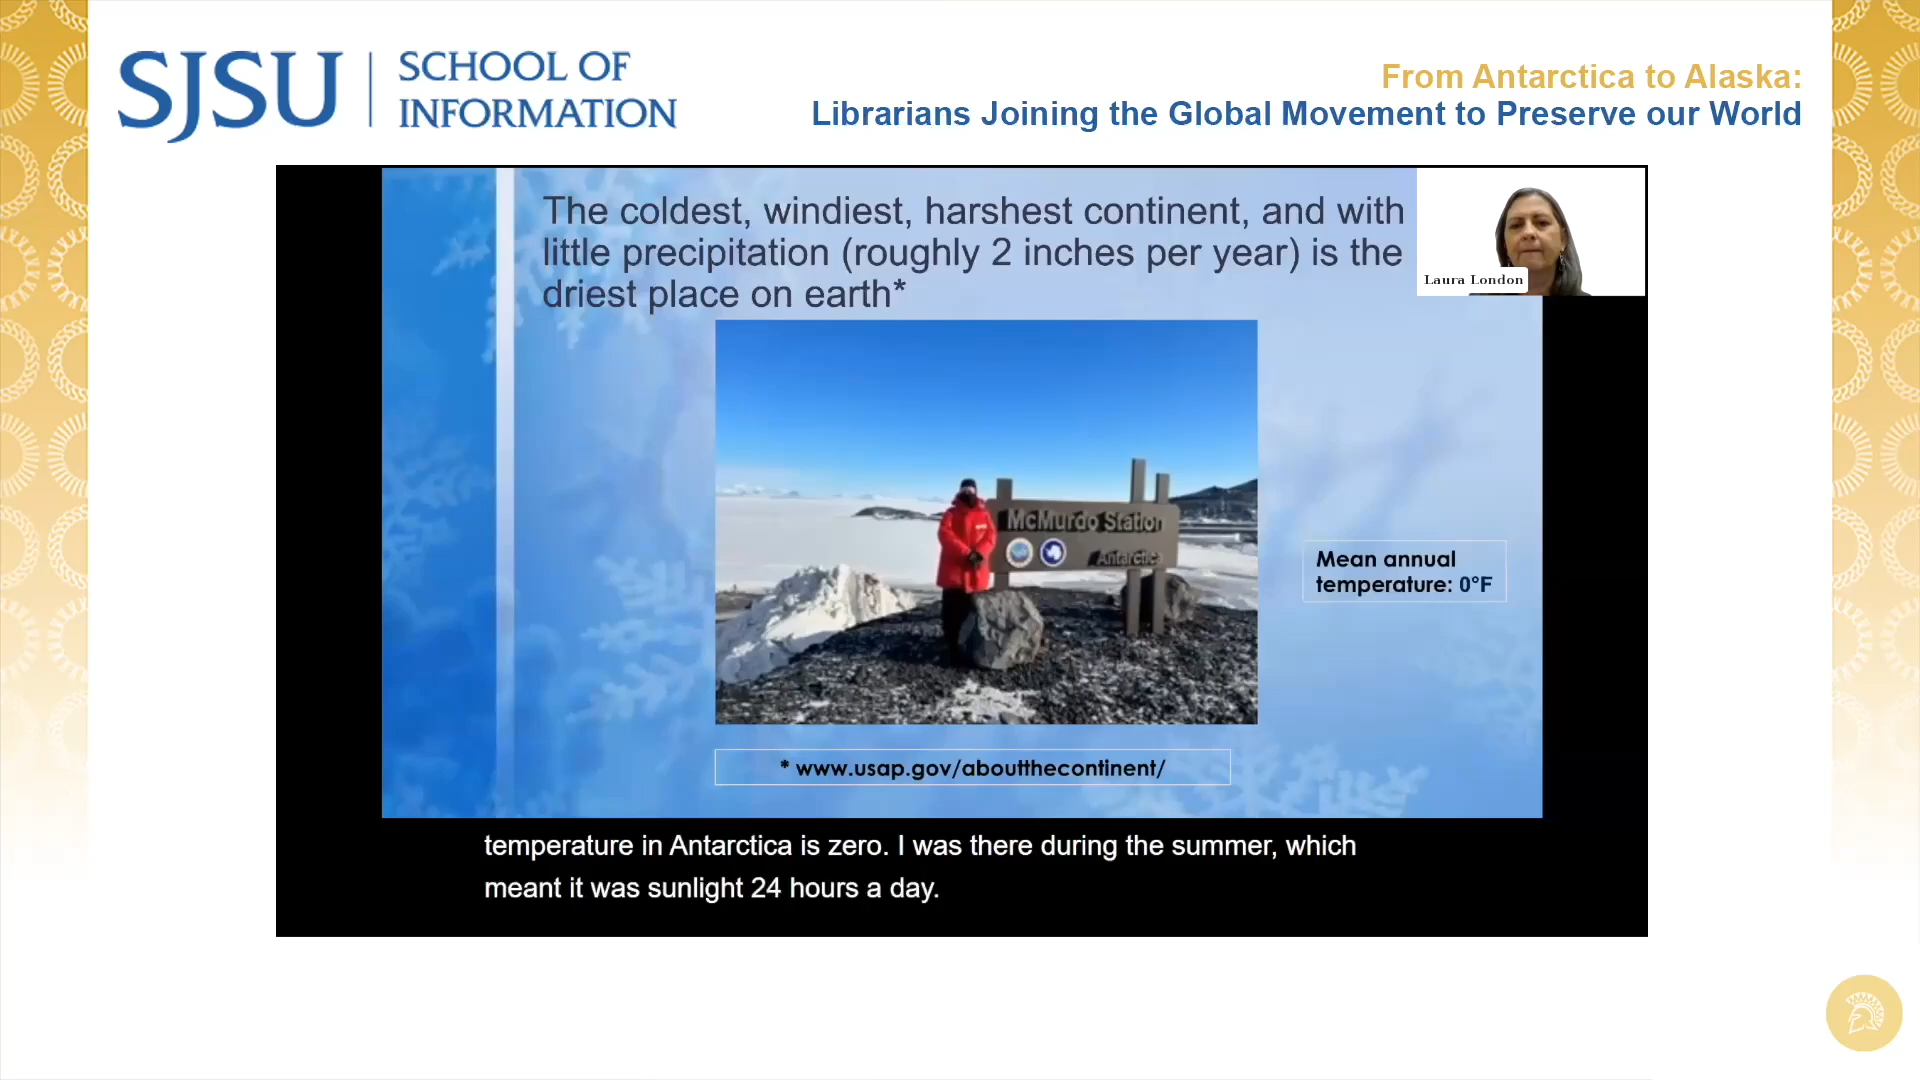 SJSU
SCHOOL OF
INFORMATION
From Antarctica to Alaska:
Librarians Joining the Global Movement to Preserve our World
The coldest, windiest, harshest continent, and with
little precipitation (roughly 2 inches per year) is the
driest place on earth*
Laura London
McMurdo Station
Antarctica
Mean annual
temperature: 0°F
* www.usap.gov/aboutthecontinent/
temperature in Antarctica is zero. I was there during the summer, which
meant it was sunlight 24 hours a day.